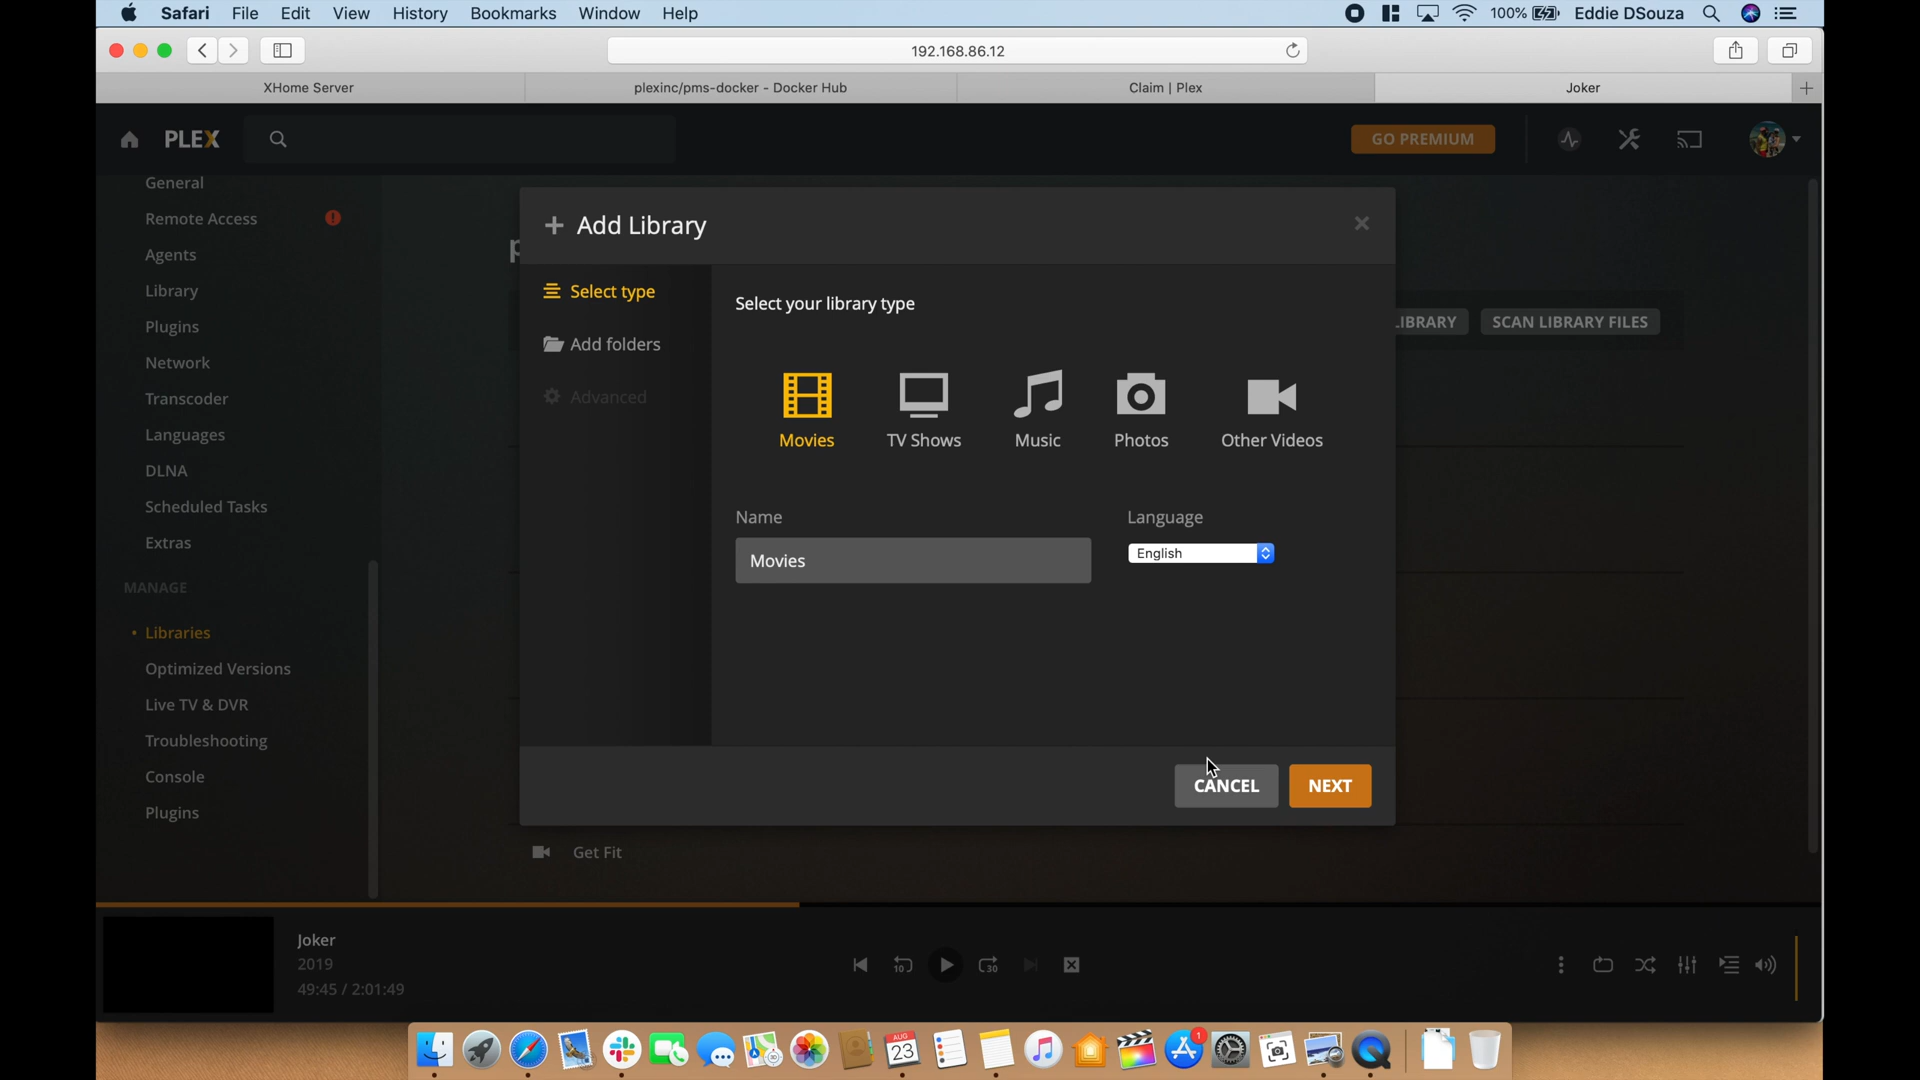 Safari File Edit View History Bookmarks Window Help 100% Eddie DSouza
192.168.86.12
XHome Server plexinc/pms-docker - Docker Hub Claim | Plex Joker
PLEX GO PREMIUM
General
Remote Access
Agents
Library
Plugins
Network
Transcoder
Languages
DLNA
Scheduled Tasks
Extras
MANAGE
Libraries
Optimized Versions
Live TV & DVR
Troubleshooting
Console
Plugins
Add Library
Select type
Add folders
Advanced
Select your library type
Movies TV Shows Music Photos Other Videos
Name Language
Movies English
CANCEL NEXT
LIBRARY SCAN LIBRARY FILES
Get Fit
Joker
2019
49:45 / 2:01:49
10 30
AUG
23
1